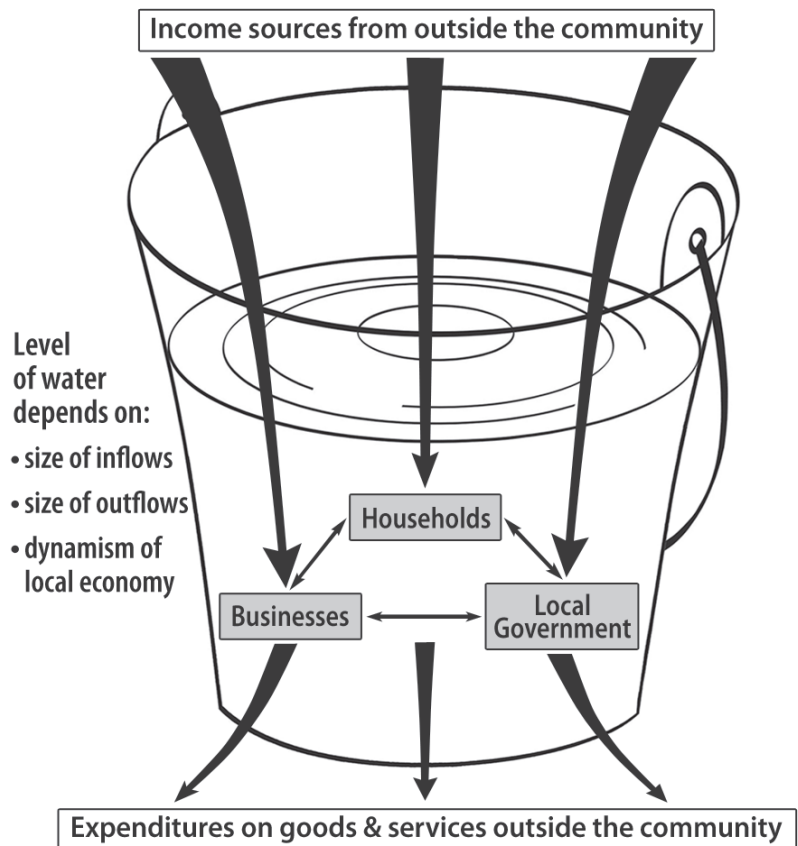 Income sources from outside the community
Level
of water
depends on:
• size of inflows
• size of outflows
• dynamism of
local economy
Households
Businesses
Local
Government
Expenditures on goods & services outside the community